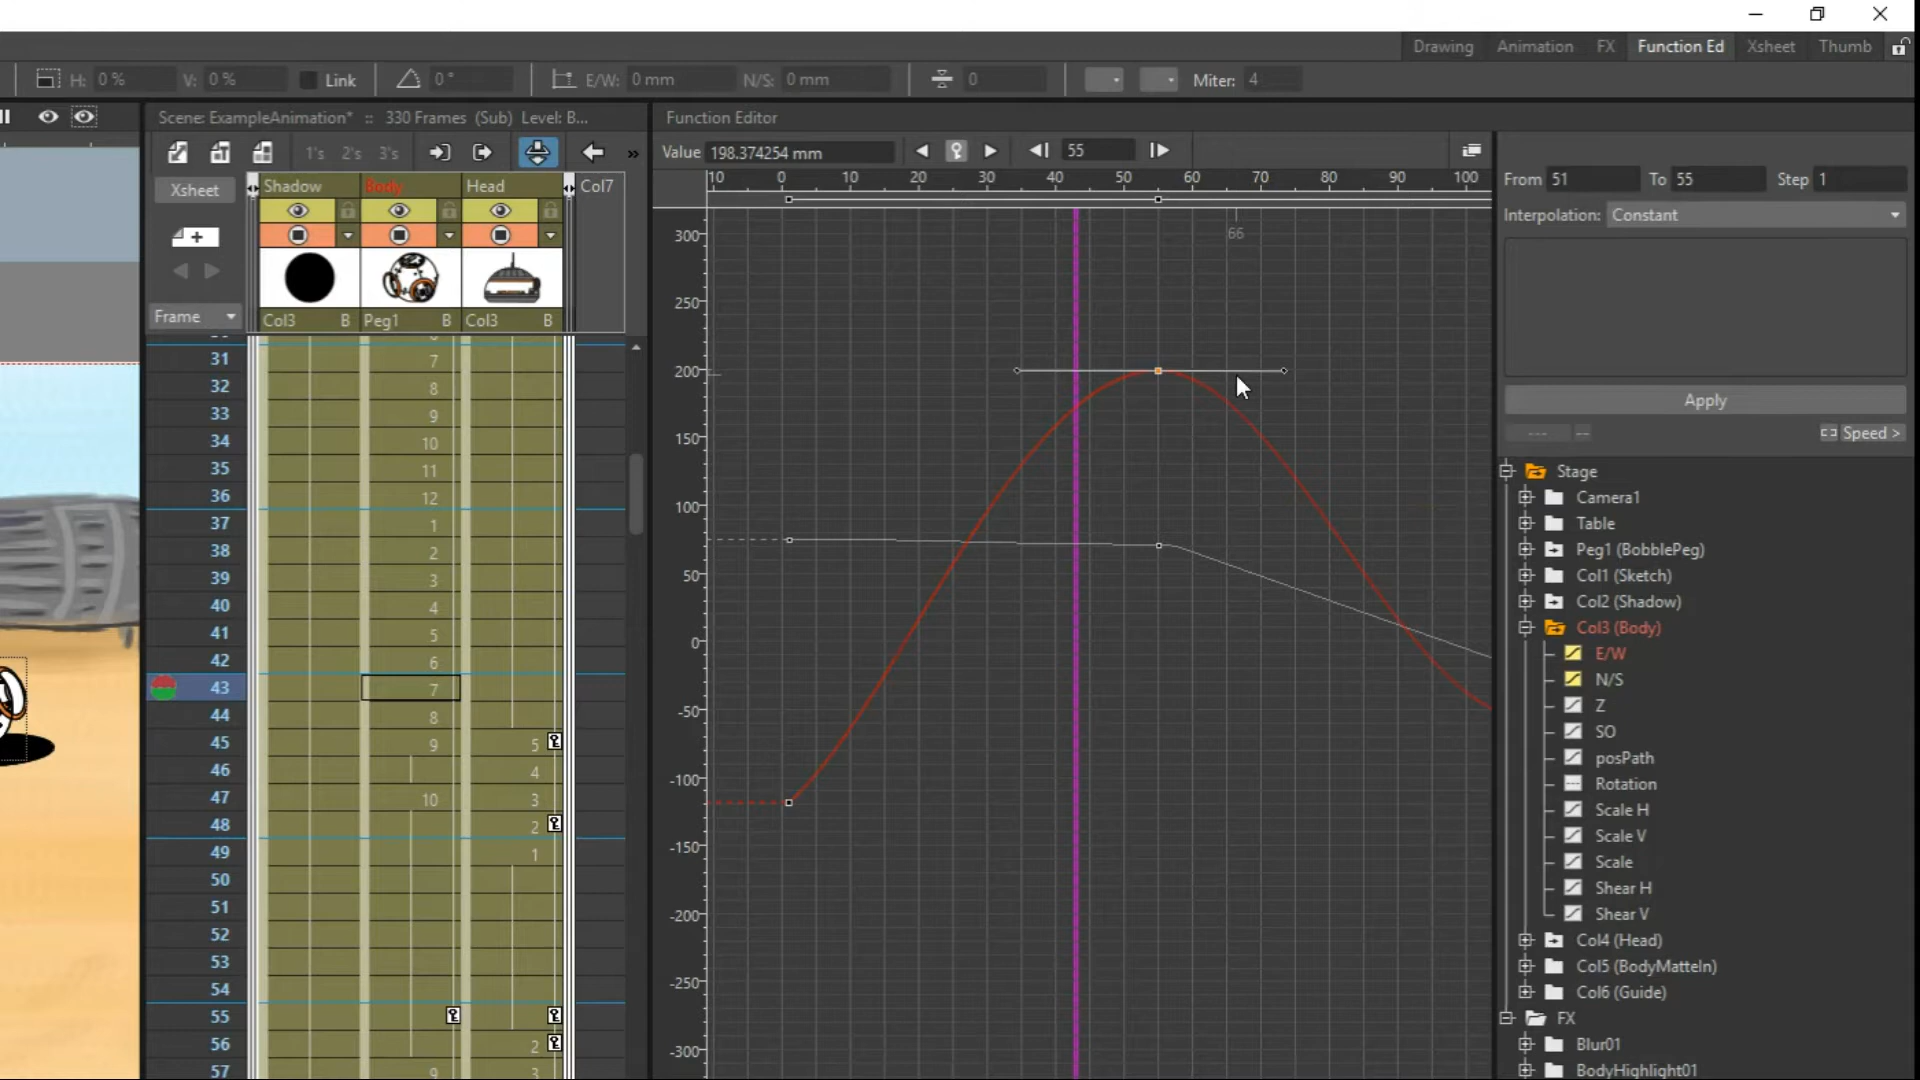 Drawing Animation FX Function Ed Xsheet Thumb
H: 0 % V: 0 % Link 0 ° E/W: 0 mm N/S: 0 mm 0 Miter: 4
Scene: ExampleAnimation* :: 330 Frames (Sub) Level: B...
Function Editor
1's 2's 3's »
Value 198.374254 mm 55
Xsheet
Shadow Body Head Col7
Frame
Col3 B Peg1 B Col3 B
31 7
32 8
33 9
34 10
35 11
36 12
37 1
38 2
39 3
40 4
41 5
42 6
43 7
44 8
45 9 5
46 4
47 10 3
48 2
49 1
50
51
52
53
54
55
56 2
57 9 3
10 0 10 20 30 40 50 60 70 80 90 100
66
300
250
200
150
100
50
0
-50
-100
-150
-200
-250
-300
From 51 To 55 Step 1
Interpolation: Constant
Apply
--- -- Speed >
Stage
Camera1
Table
Peg1 (BobblePeg)
Col1 (Sketch)
Col2 (Shadow)
Col3 (Body)
E/W
N/S
Z
SO
posPath
Rotation
Scale H
Scale V
Scale
Shear H
Shear V
Col4 (Head)
Col5 (BodyMatteIn)
Col6 (Guide)
FX
Blur01
BodyHighlight01